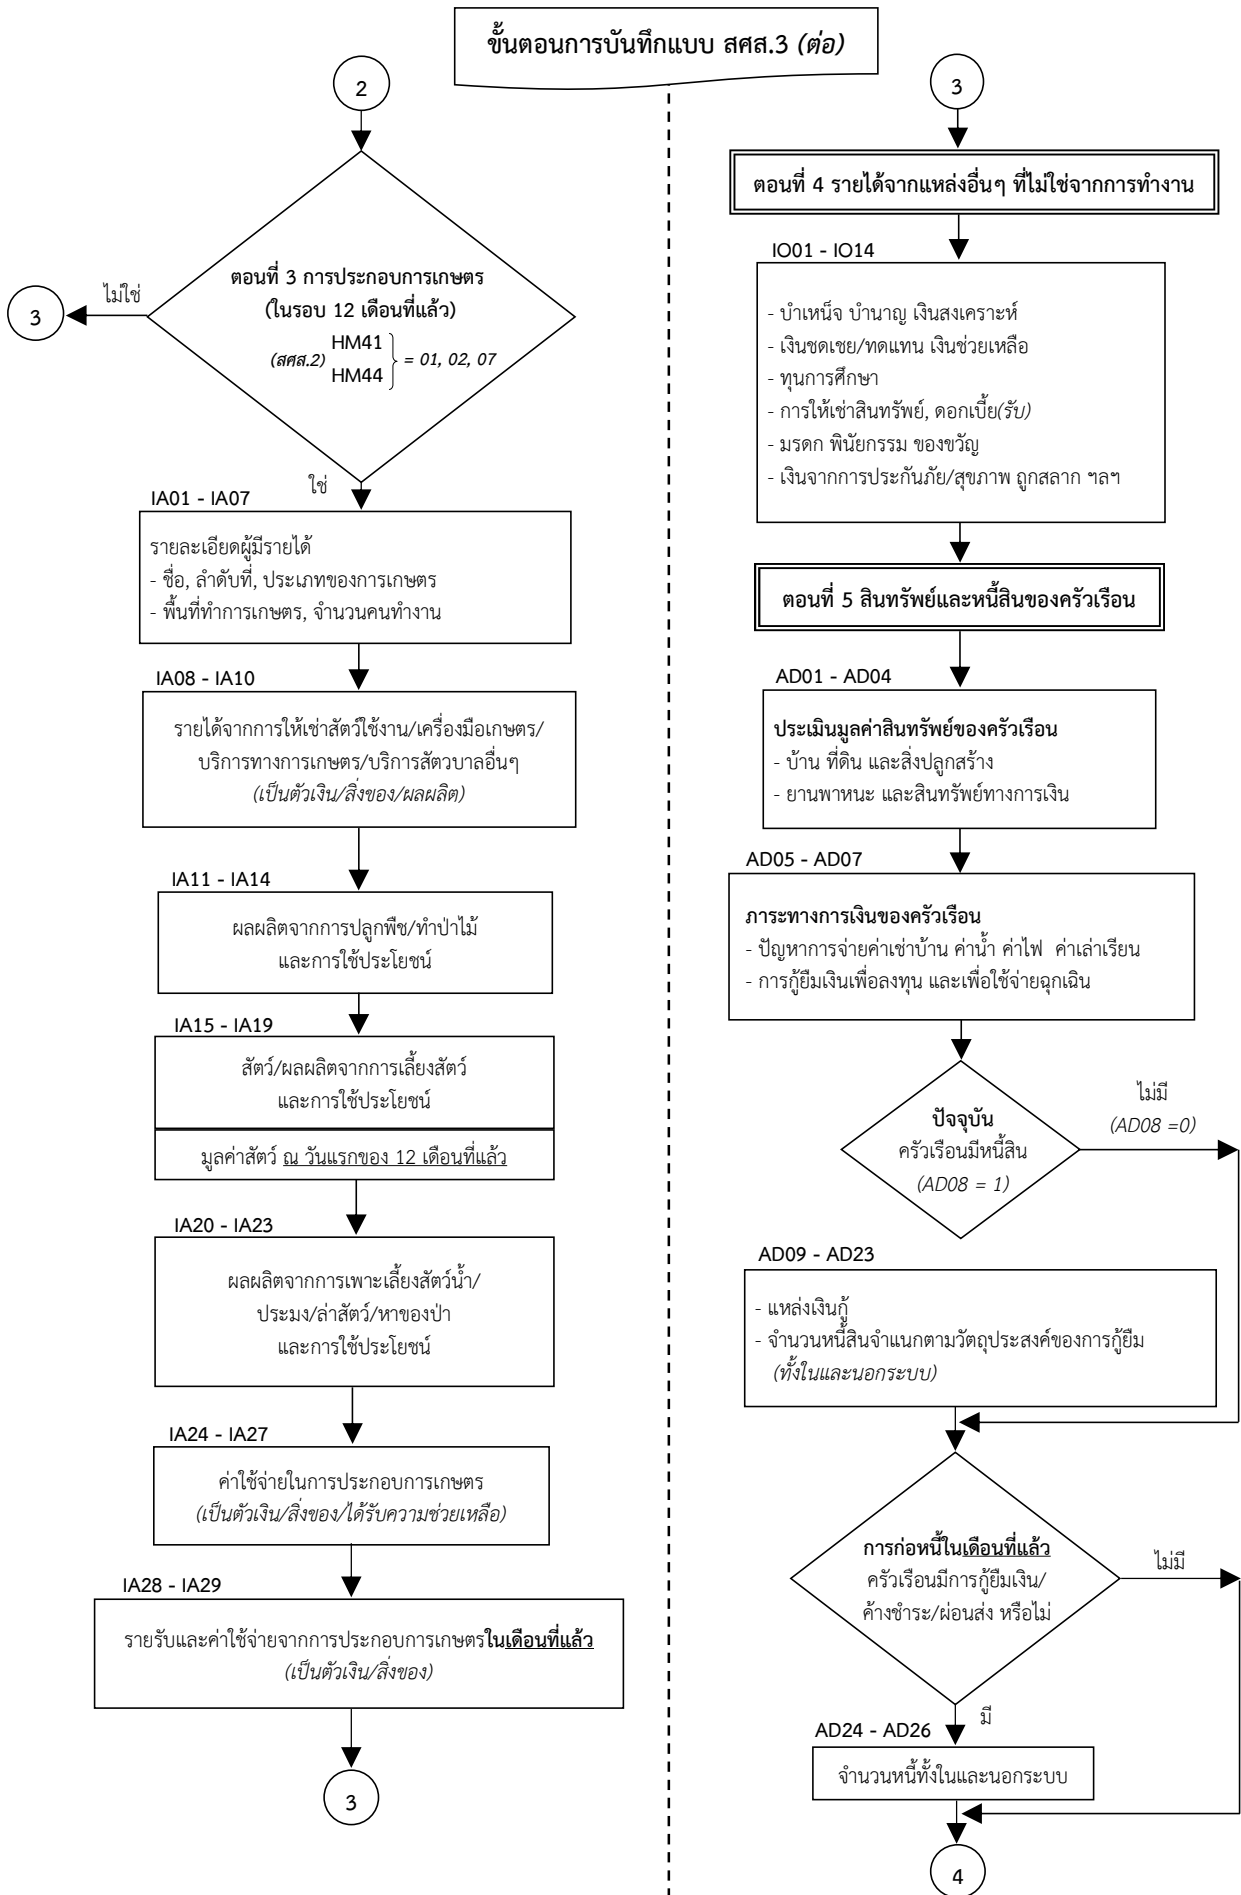 ขั้นตอนการบันทึกแบบ สศส.3 (ต่อ)
2
ตอนที่ 3 การประกอบการเกษตร
(ในรอบ 12 เดือนที่แล้ว)
(สศส.2)
HM41
HM44
= 01, 02, 07
ไม่ใช่
3
ใช่
IA01 - IA07
รายละเอียดผู้มีรายได้
- ชื่อ, ลำดับที่, ประเภทของการเกษตร
- พื้นที่ทำการเกษตร, จำนวนคนทำงาน
IA08 - IA10
รายได้จากการให้เช่าสัตว์ใช้งาน/เครื่องมือเกษตร/
บริการทางการเกษตร/บริการสัตวบาลอื่นๆ
(เป็นตัวเงิน/สิ่งของ/ผลผลิต)
IA11 - IA14
ผลผลิตจากการปลูกพืช/ทำป่าไม้
และการใช้ประโยชน์
IA15 - IA19
สัตว์/ผลผลิตจากการเลี้ยงสัตว์
และการใช้ประโยชน์
มูลค่าสัตว์ ณ วันแรกของ 12 เดือนที่แล้ว
IA20 - IA23
ผลผลิตจากการเพาะเลี้ยงสัตว์น้ำ/
ประมง/ล่าสัตว์/หาของป่า
และการใช้ประโยชน์
IA24 - IA27
ค่าใช้จ่ายในการประกอบการเกษตร
(เป็นตัวเงิน/สิ่งของ/ได้รับความช่วยเหลือ)
IA28 - IA29
รายรับและค่าใช้จ่ายจากการประกอบการเกษตรในเดือนที่แล้ว
(เป็นตัวเงิน/สิ่งของ)
3
3
ตอนที่ 4 รายได้จากแหล่งอื่นๆ ที่ไม่ใช่จากการทำงาน
IO01 - IO14
- บำเหน็จ บำนาญ เงินสงเคราะห์
- เงินชดเชย/ทดแทน เงินช่วยเหลือ
- ทุนการศึกษา
- การให้เช่าสินทรัพย์, ดอกเบี้ย(รับ)
- มรดก พินัยกรรม ของขวัญ
- เงินจากการประกันภัย/สุขภาพ ถูกสลาก ฯลฯ
ตอนที่ 5 สินทรัพย์และหนี้สินของครัวเรือน
AD01 - AD04
ประเมินมูลค่าสินทรัพย์ของครัวเรือน
- บ้าน ที่ดิน และสิ่งปลูกสร้าง
- ยานพาหนะ และสินทรัพย์ทางการเงิน
AD05 - AD07
ภาระทางการเงินของครัวเรือน
- ปัญหาการจ่ายค่าเช่าบ้าน ค่าน้ำ ค่าไฟ ค่าเล่าเรียน
- การกู้ยืมเงินเพื่อลงทุน และเพื่อใช้จ่ายฉุกเฉิน
ปัจจุบัน
ครัวเรือนมีหนี้สิน
(AD08 = 1)
ไม่มี
(AD08 =0)
AD09 - AD23
- แหล่งเงินกู้
- จำนวนหนี้สินจำแนกตามวัตถุประสงค์ของการกู้ยืม
(ทั้งในและนอกระบบ)
การก่อหนี้ในเดือนที่แล้ว
ครัวเรือนมีการกู้ยืมเงิน/
ค้างชำระ/ผ่อนส่ง หรือไม่
ไม่มี
มี
AD24 - AD26
จำนวนหนี้ทั้งในและนอกระบบ
4